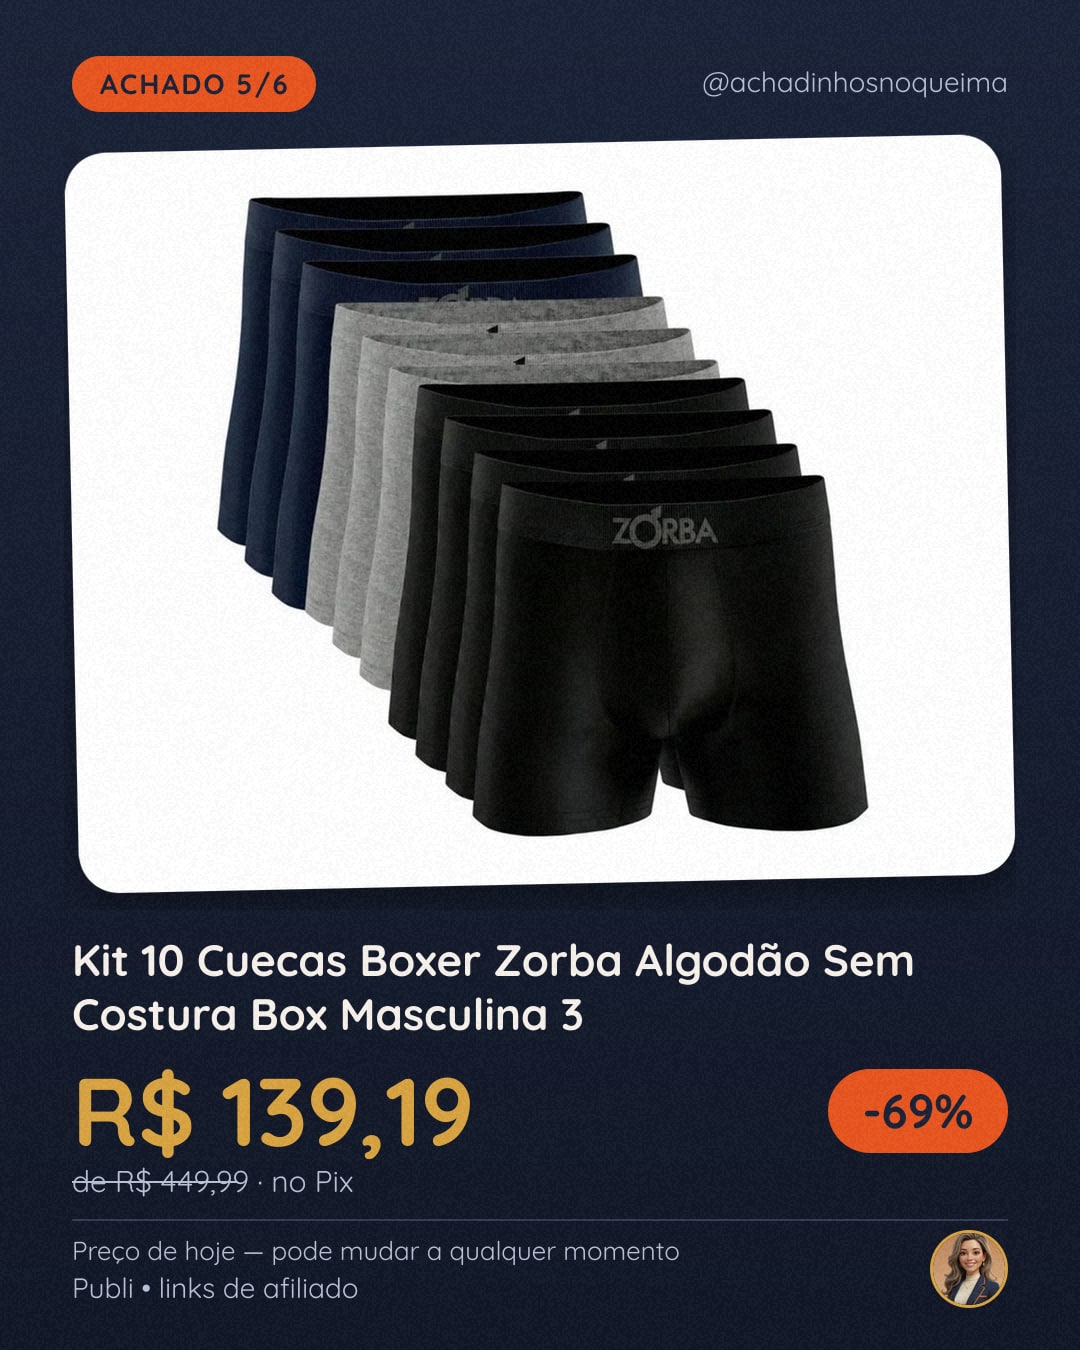 ACHADO 5/6
@achadinhosnoqueima
ZORBA
Kit 10 Cuecas Boxer Zorba Algodão Sem
Costura Box Masculina 3
R$ 139,19
-69%
de R$ 449,99 · no Pix
Preço de hoje — pode mudar a qualquer momento
Publi • links de afiliado